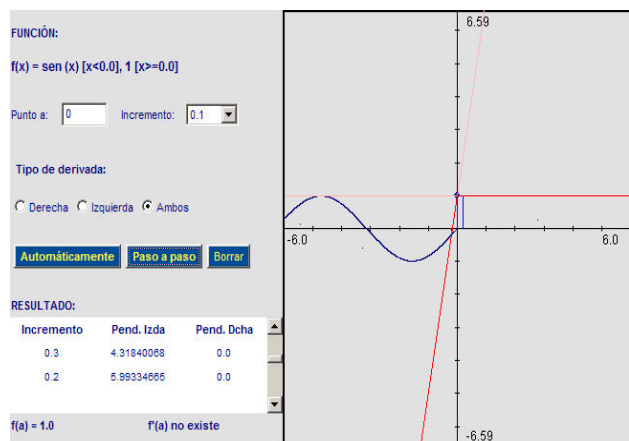 FUNCIÓN:
f(x) = sen (x) [x<0.0], 1 [x>=0.0]
Punto a: 0 Incremento: 0.1
Tipo de derivada:
Derecha Izquierda Ambos
Automáticamente Paso a paso Borrar
RESULTADO:
Incremento Pend. Izda Pend. Dcha
0.3 4.31840068 0.0
0.2 5.99334665 0.0
f(a) = 1.0 f'(a) no existe
6.59
-6.0 6.0
-6.59